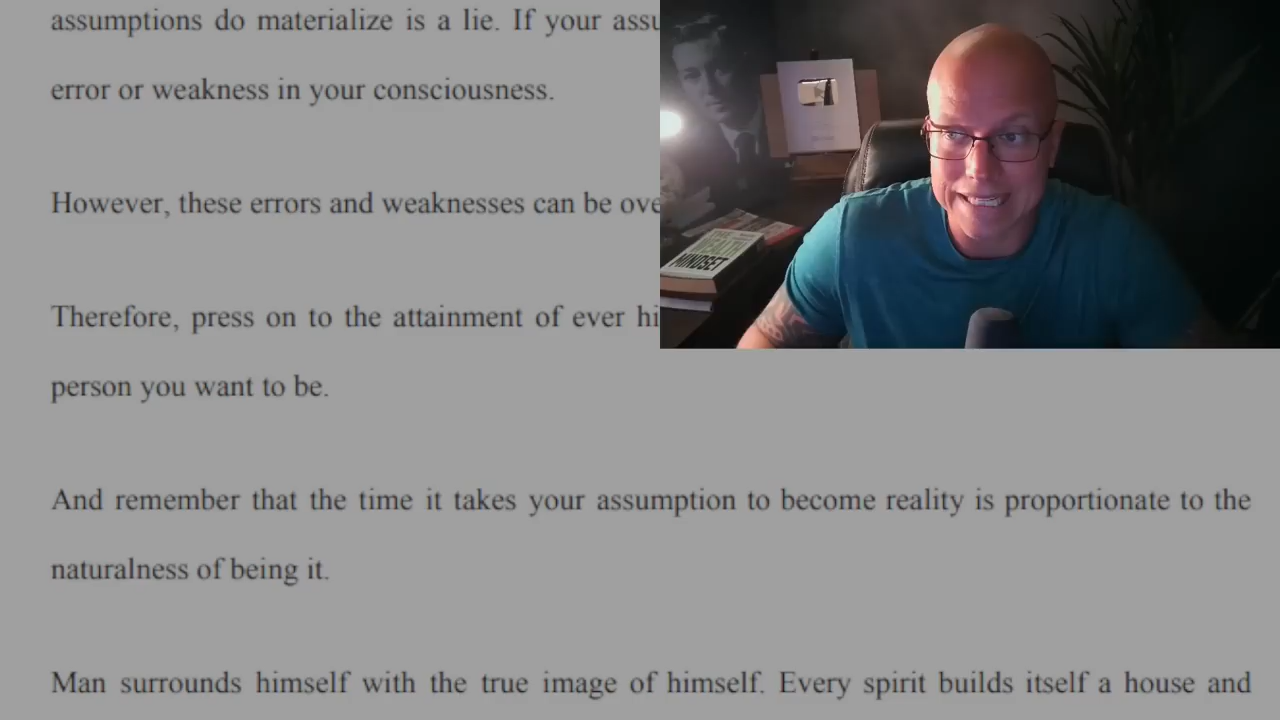 assumptions do materialize is a lie. If your assu
error or weakness in your consciousness.
However, these errors and weaknesses can be ove
Therefore, press on to the attainment of ever hi
person you want to be.
And remember that the time it takes your assumption to become reality is proportionate to the
naturalness of being it.
Man surrounds himself with the true image of himself. Every spirit builds itself a house and
MINDSET